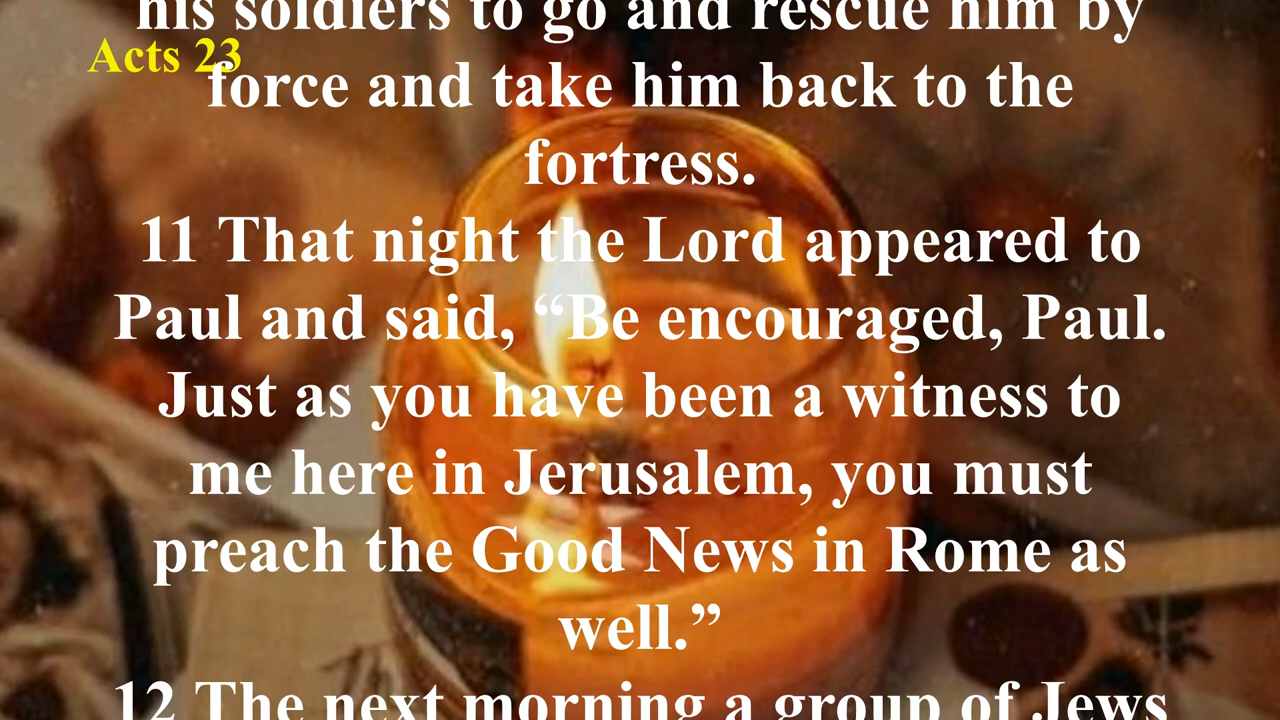 his soldiers to go and rescue him by
Acts 23
force and take him back to the
fortress.
11 That night the Lord appeared to
Paul and said, “Be encouraged, Paul.
Just as you have been a witness to
me here in Jerusalem, you must
preach the Good News in Rome as
well.”
12 The next morning a group of Jews